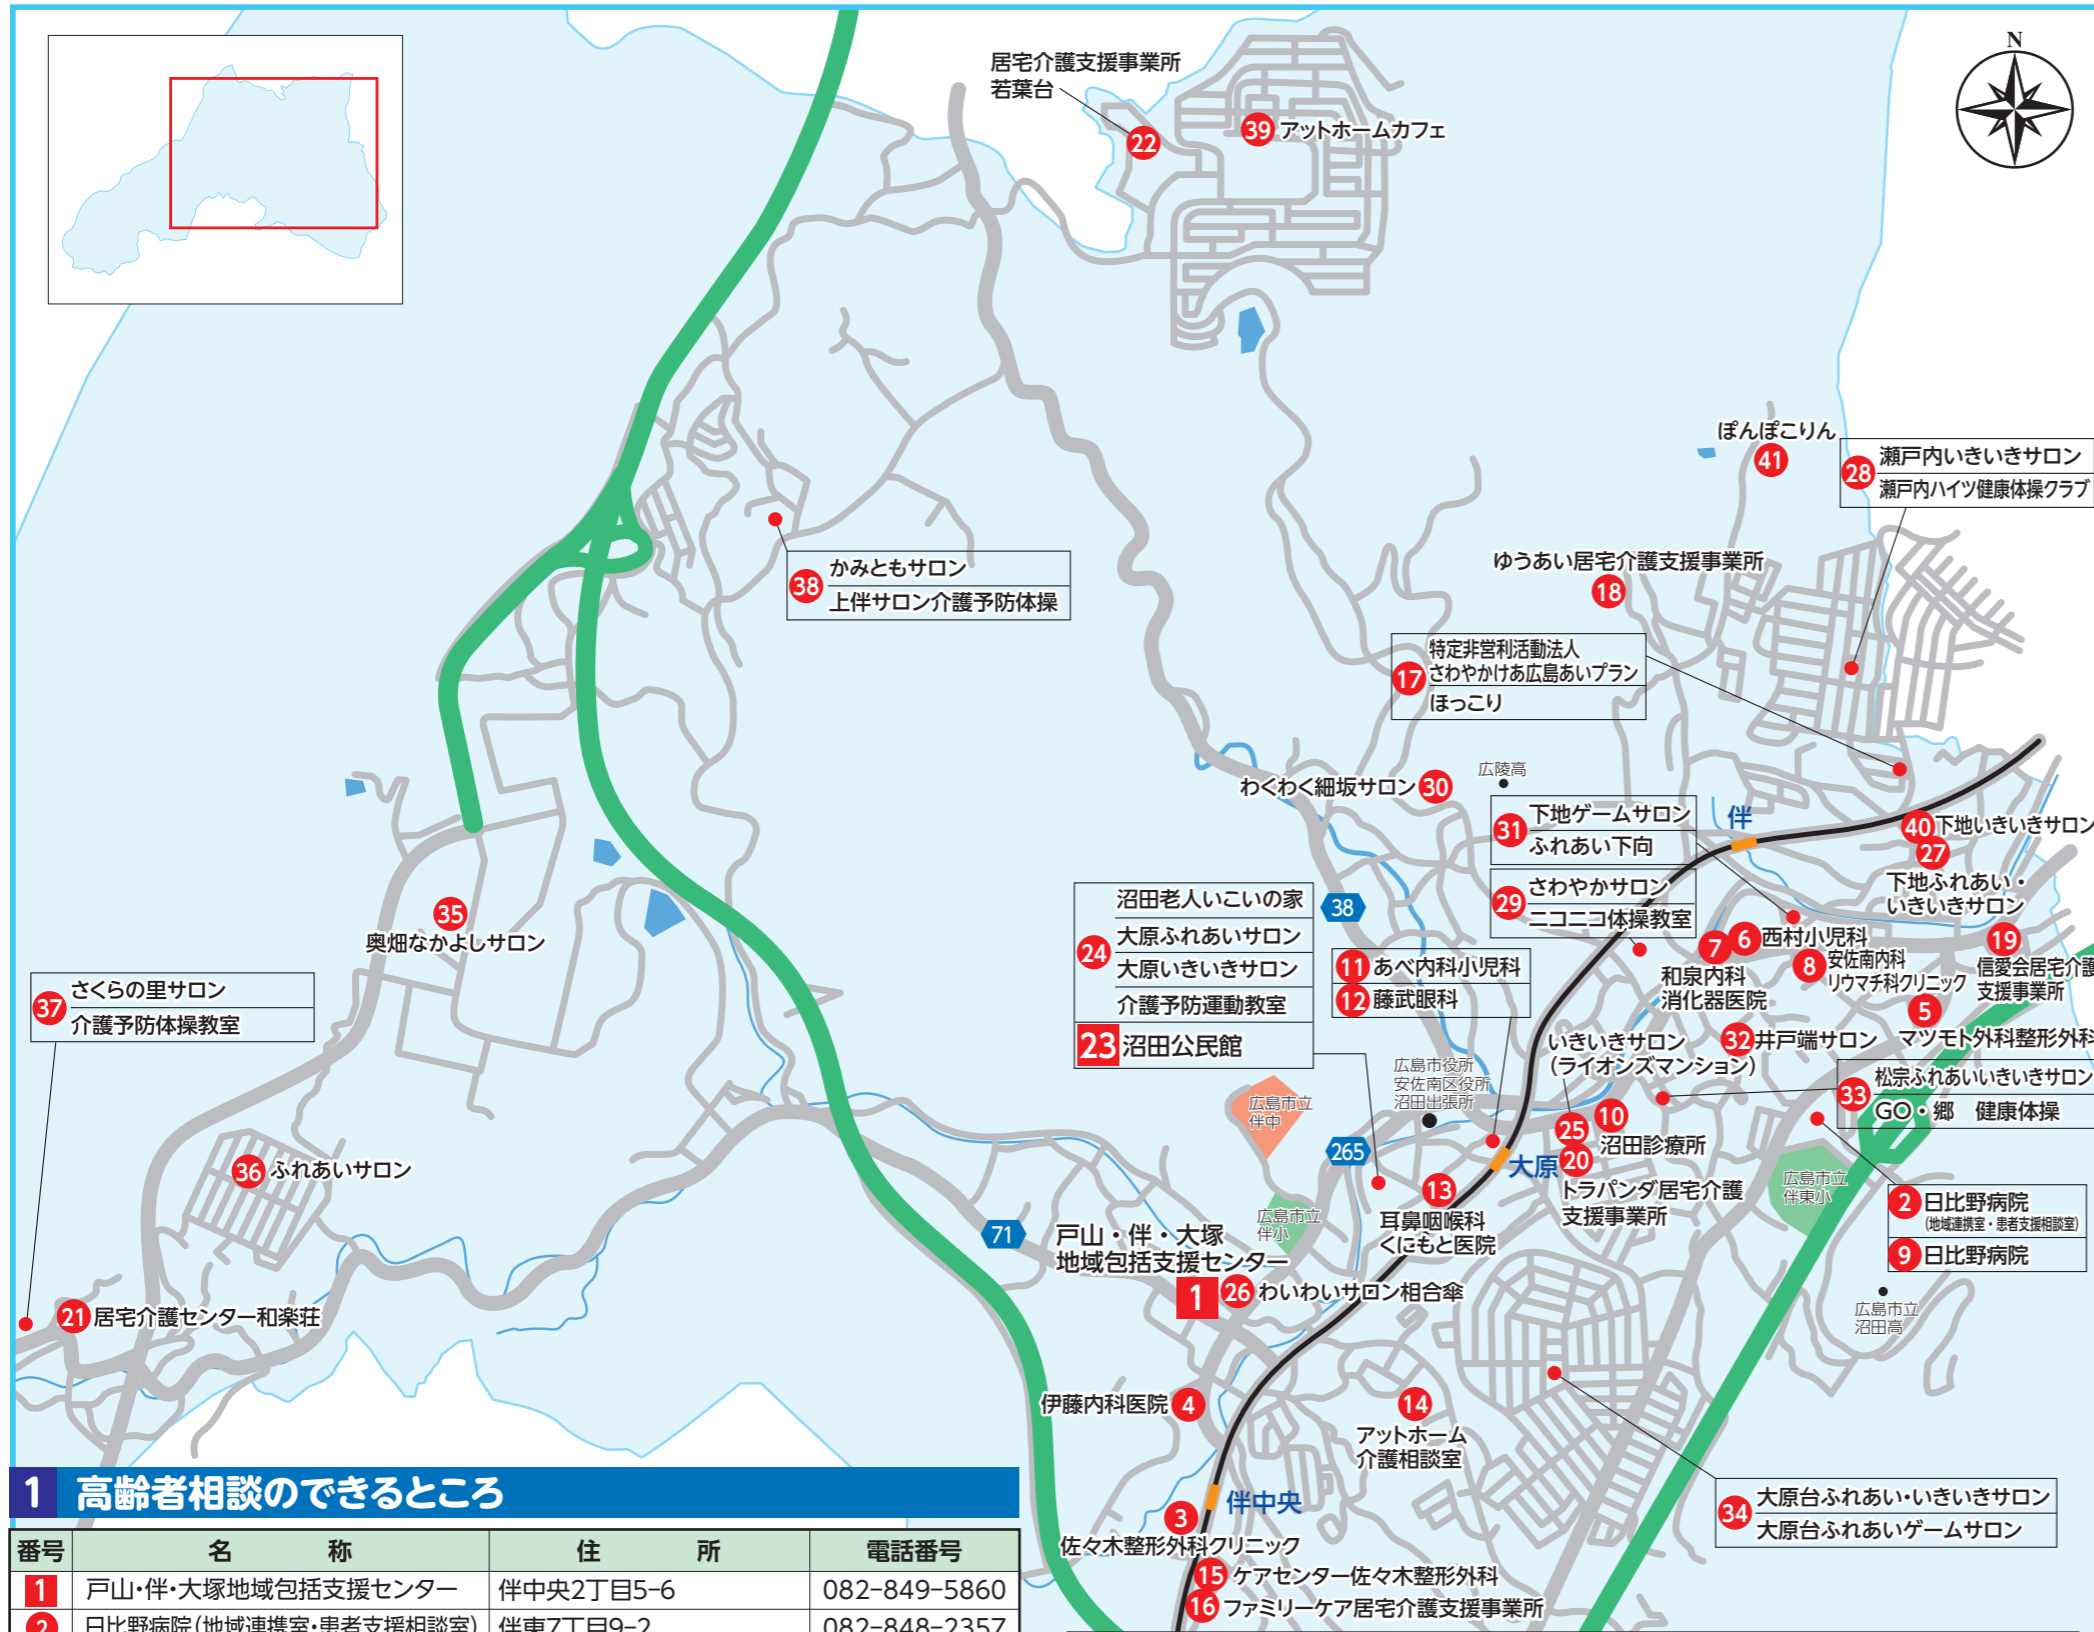 N
居宅介護支援事業所
若葉台
22
39 アットホームカフェ
ぽんぽこりん
41
28
瀬戸内いきいきサロン
瀬戸内ハイツ健康体操クラブ
ゆうあい居宅介護支援事業所
18
38
かみともサロン
上伴サロン介護予防体操
17
特定非営利活動法人
さわやかけあ広島あいプラン
ほっこり
わくわく細坂サロン 30
広陵高
31
下地ゲームサロン
ふれあい下向
伴
40 下地いきいきサロン
27
下地ふれあい・
いきいきサロン
29
さわやかサロン
ニコニコ体操教室
38
24
沼田老人いこいの家
大原ふれあいサロン
大原いきいきサロン
介護予防運動教室
23 沼田公民館
11 あべ内科小児科
12 藤武眼科
7
和泉内科
消化器医院
6 西村小児科
8
安佐南内科
リウマチ科クリニック
19
信愛会居宅介護
支援事業所
5
マツモト外科整形外科
35
奥畑なかよしサロン
37
さくらの里サロン
介護予防体操教室
いきいきサロン
(ライオンズマンション)
32 井戸端サロン
33
松宗ふれあいいきいきサロン
GO・郷 健康体操
広島市役所
安佐南区役所
沼田出張所
広島市立
伴中
265
25
10
沼田診療所
大原
20
トラパンダ居宅介護
支援事業所
広島市立
伴東小
36 ふれあいサロン
13
耳鼻咽喉科
くにもと医院
2 日比野病院
(地域連携室・患者支援相談室)
9 日比野病院
広島市立
伴小
71
戸山・伴・大塚
地域包括支援センター
1
26 わいわいサロン相合傘
広島市立
沼田高
21 居宅介護センター和楽荘
伊藤内科医院 4
14
アットホーム
介護相談室
伴中央
3
佐々木整形外科クリニック
15 ケアセンター佐々木整形外科
16 ファミリーケア居宅介護支援事業所
34
大原台ふれあい・いきいきサロン
大原台ふれあいゲームサロン
1 高齢者相談のできるところ
番号 名称 住所 電話番号
1 戸山・伴・大塚地域包括支援センター 伴中央2丁目5-6 082-849-5860
2 日比野病院(地域連携室・患者支援相談室) 伴東7丁目9-2 082-848-2357